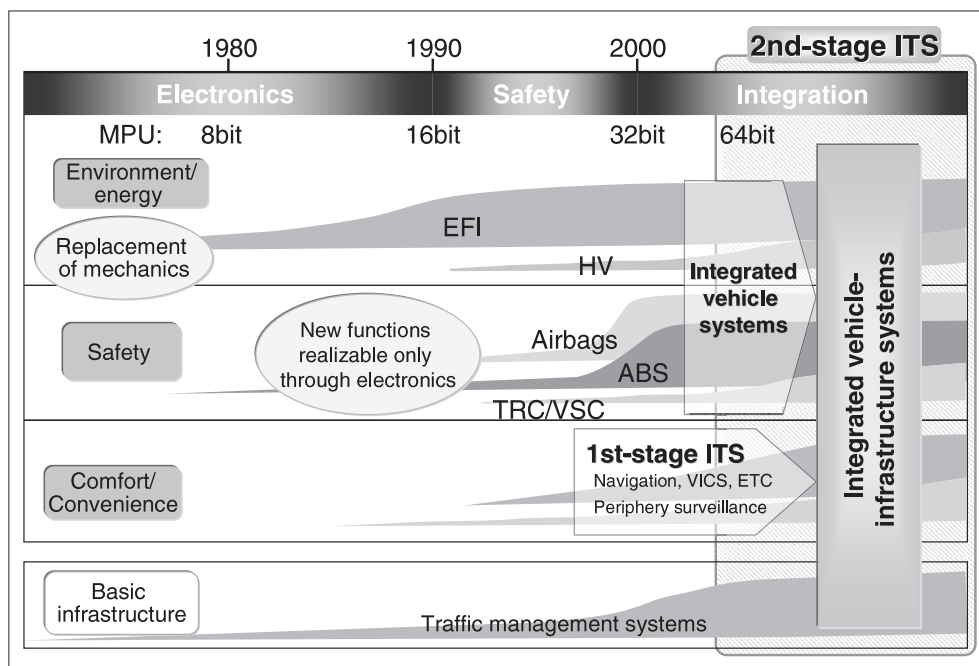 1980
1990
2000
2nd-stage ITS
Electronics
Safety
Integration
MPU:
8bit
16bit
32bit
64bit
Environment/
energy
EFI
Replacement
of mechanics
HV
Integrated
vehicle
systems
Integrated vehicle-
infrastructure systems
Safety
New functions
realizable only
through electronics
Airbags
ABS
TRC/VSC
Comfort/
Convenience
1st-stage ITS
Navigation, VICS, ETC
Periphery surveillance
Basic
infrastructure
Traffic management systems